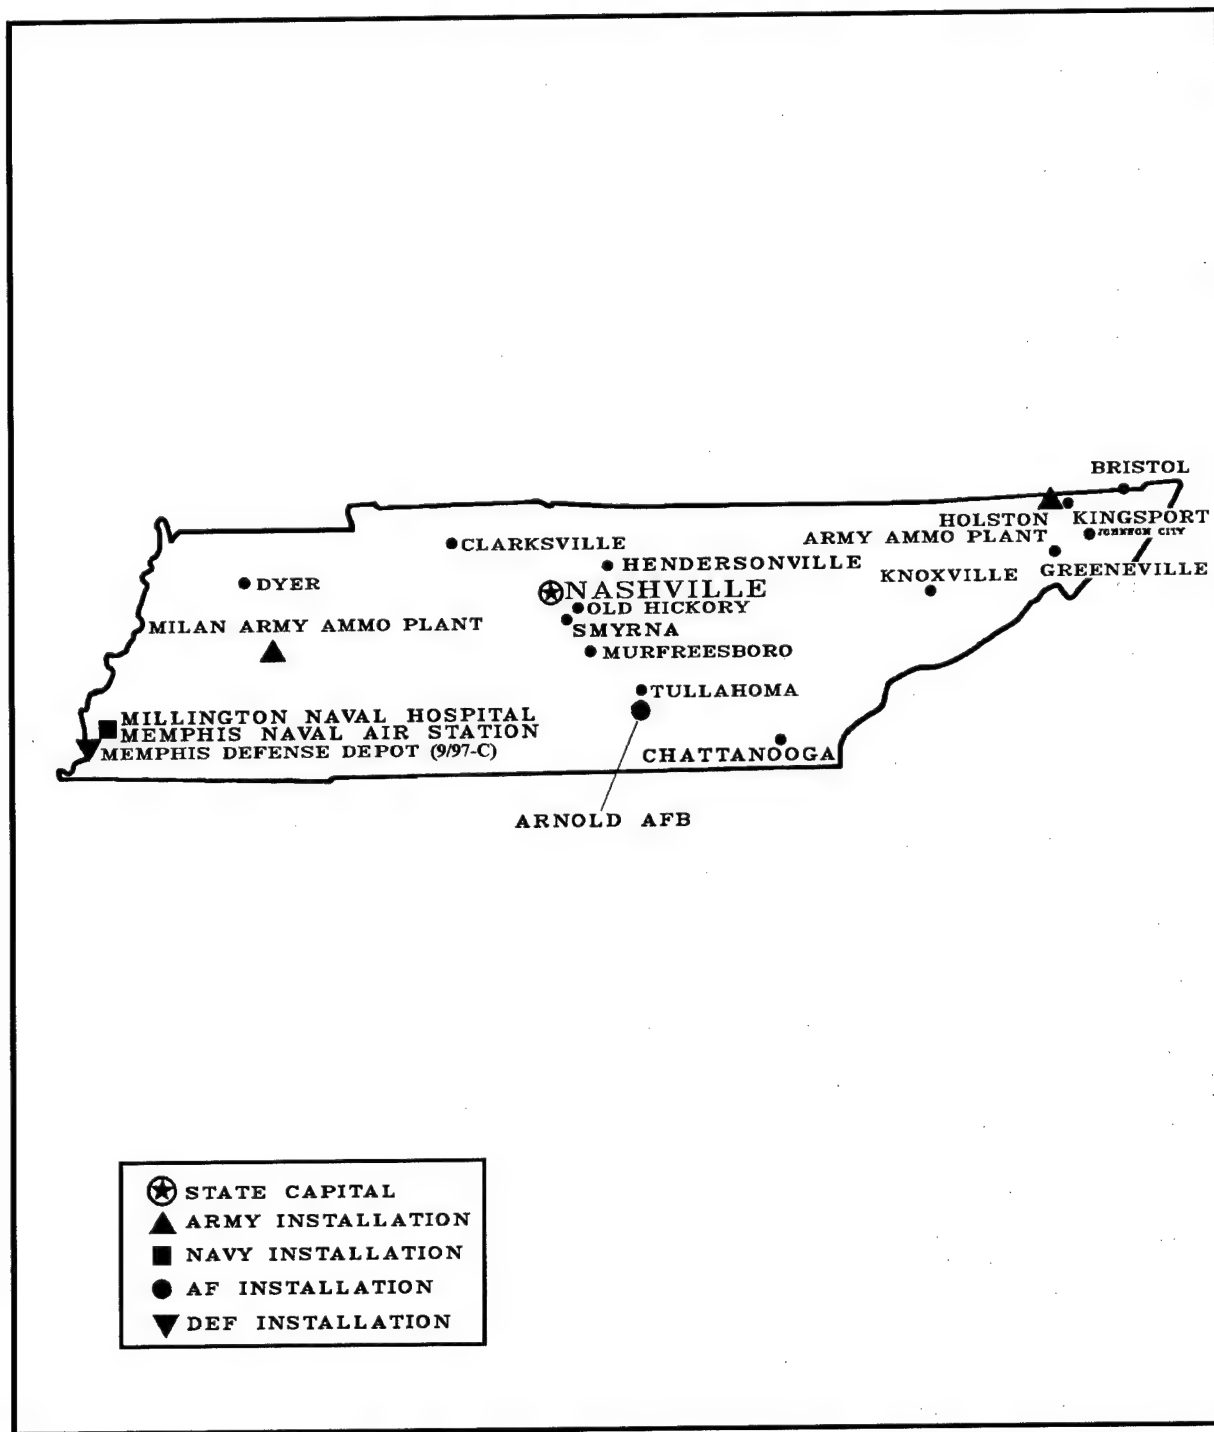 BRISTOL
HOLSTON
KINGSPORT
ARMY AMMO PLANT
JOHNSON CITY
CLARKSVILLE
HENDERSONVILLE
KNOXVILLE
GREENEVILLE
DYER
NASHVILLE
OLD HICKORY
MILAN ARMY AMMO PLANT
SMYRNA
MURFREESBORO
TULLAHOMA
MILLINGTON NAVAL HOSPITAL
MEMPHIS NAVAL AIR STATION
MEMPHIS DEFENSE DEPOT (9/97-C)
CHATTANOOGA
ARNOLD AFB
STATE CAPITAL
ARMY INSTALLATION
NAVY INSTALLATION
AF INSTALLATION
DEF INSTALLATION